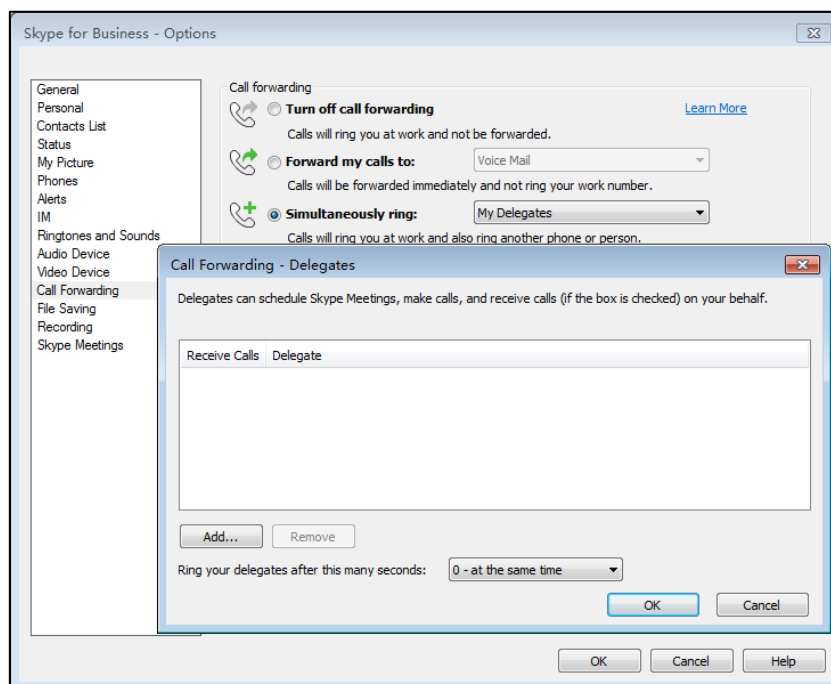 Skype for Business - Options
General
Personal
Contacts List
Status
My Picture
Phones
Alerts
IM
Ringtones and Sounds
Audio Device
Video Device
Call Forwarding
File Saving
Recording
Skype Meetings
Call forwarding
Turn off call forwarding
Learn More
Calls will ring you at work and not be forwarded.
Forward my calls to:
Voice Mail
Calls will be forwarded immediately and not ring your work number.
Simultaneously ring:
My Delegates
Calls will ring you at work and also ring another phone or person.
Call Forwarding - Delegates
Delegates can schedule Skype Meetings, make calls, and receive calls (if the box is checked) on your behalf.
Receive Calls Delegate
Add... Remove
Ring your delegates after this many seconds: 0 - at the same time
OK Cancel
OK Cancel Help